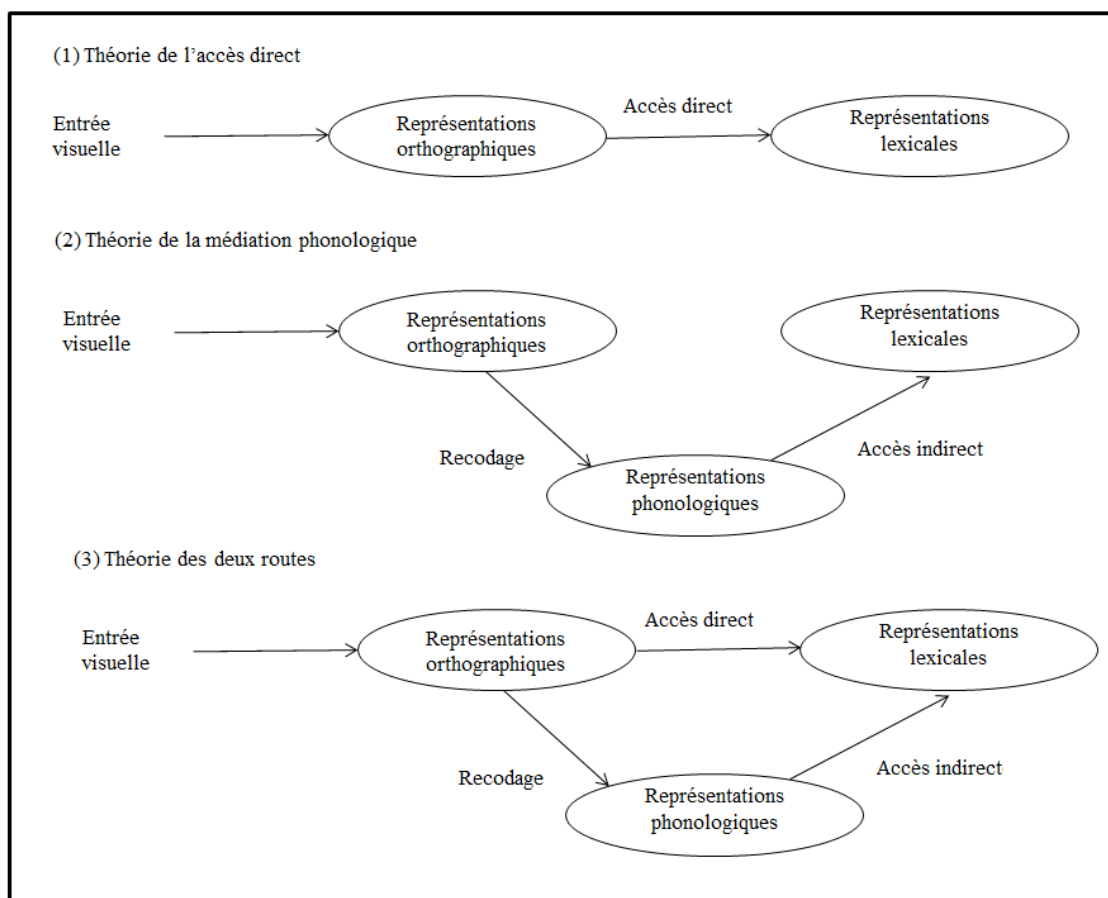 (1) Théorie de l'accès direct
Entrée
visuelle
Représentations
orthographiques
Accès direct
Représentations
lexicales
(2) Théorie de la médiation phonologique
Entrée
visuelle
Représentations
orthographiques
Représentations
lexicales
Recodage
Accès indirect
Représentations
phonologiques
(3) Théorie des deux routes
Entrée
visuelle
Représentations
orthographiques
Accès direct
Représentations
lexicales
Recodage
Accès indirect
Représentations
phonologiques